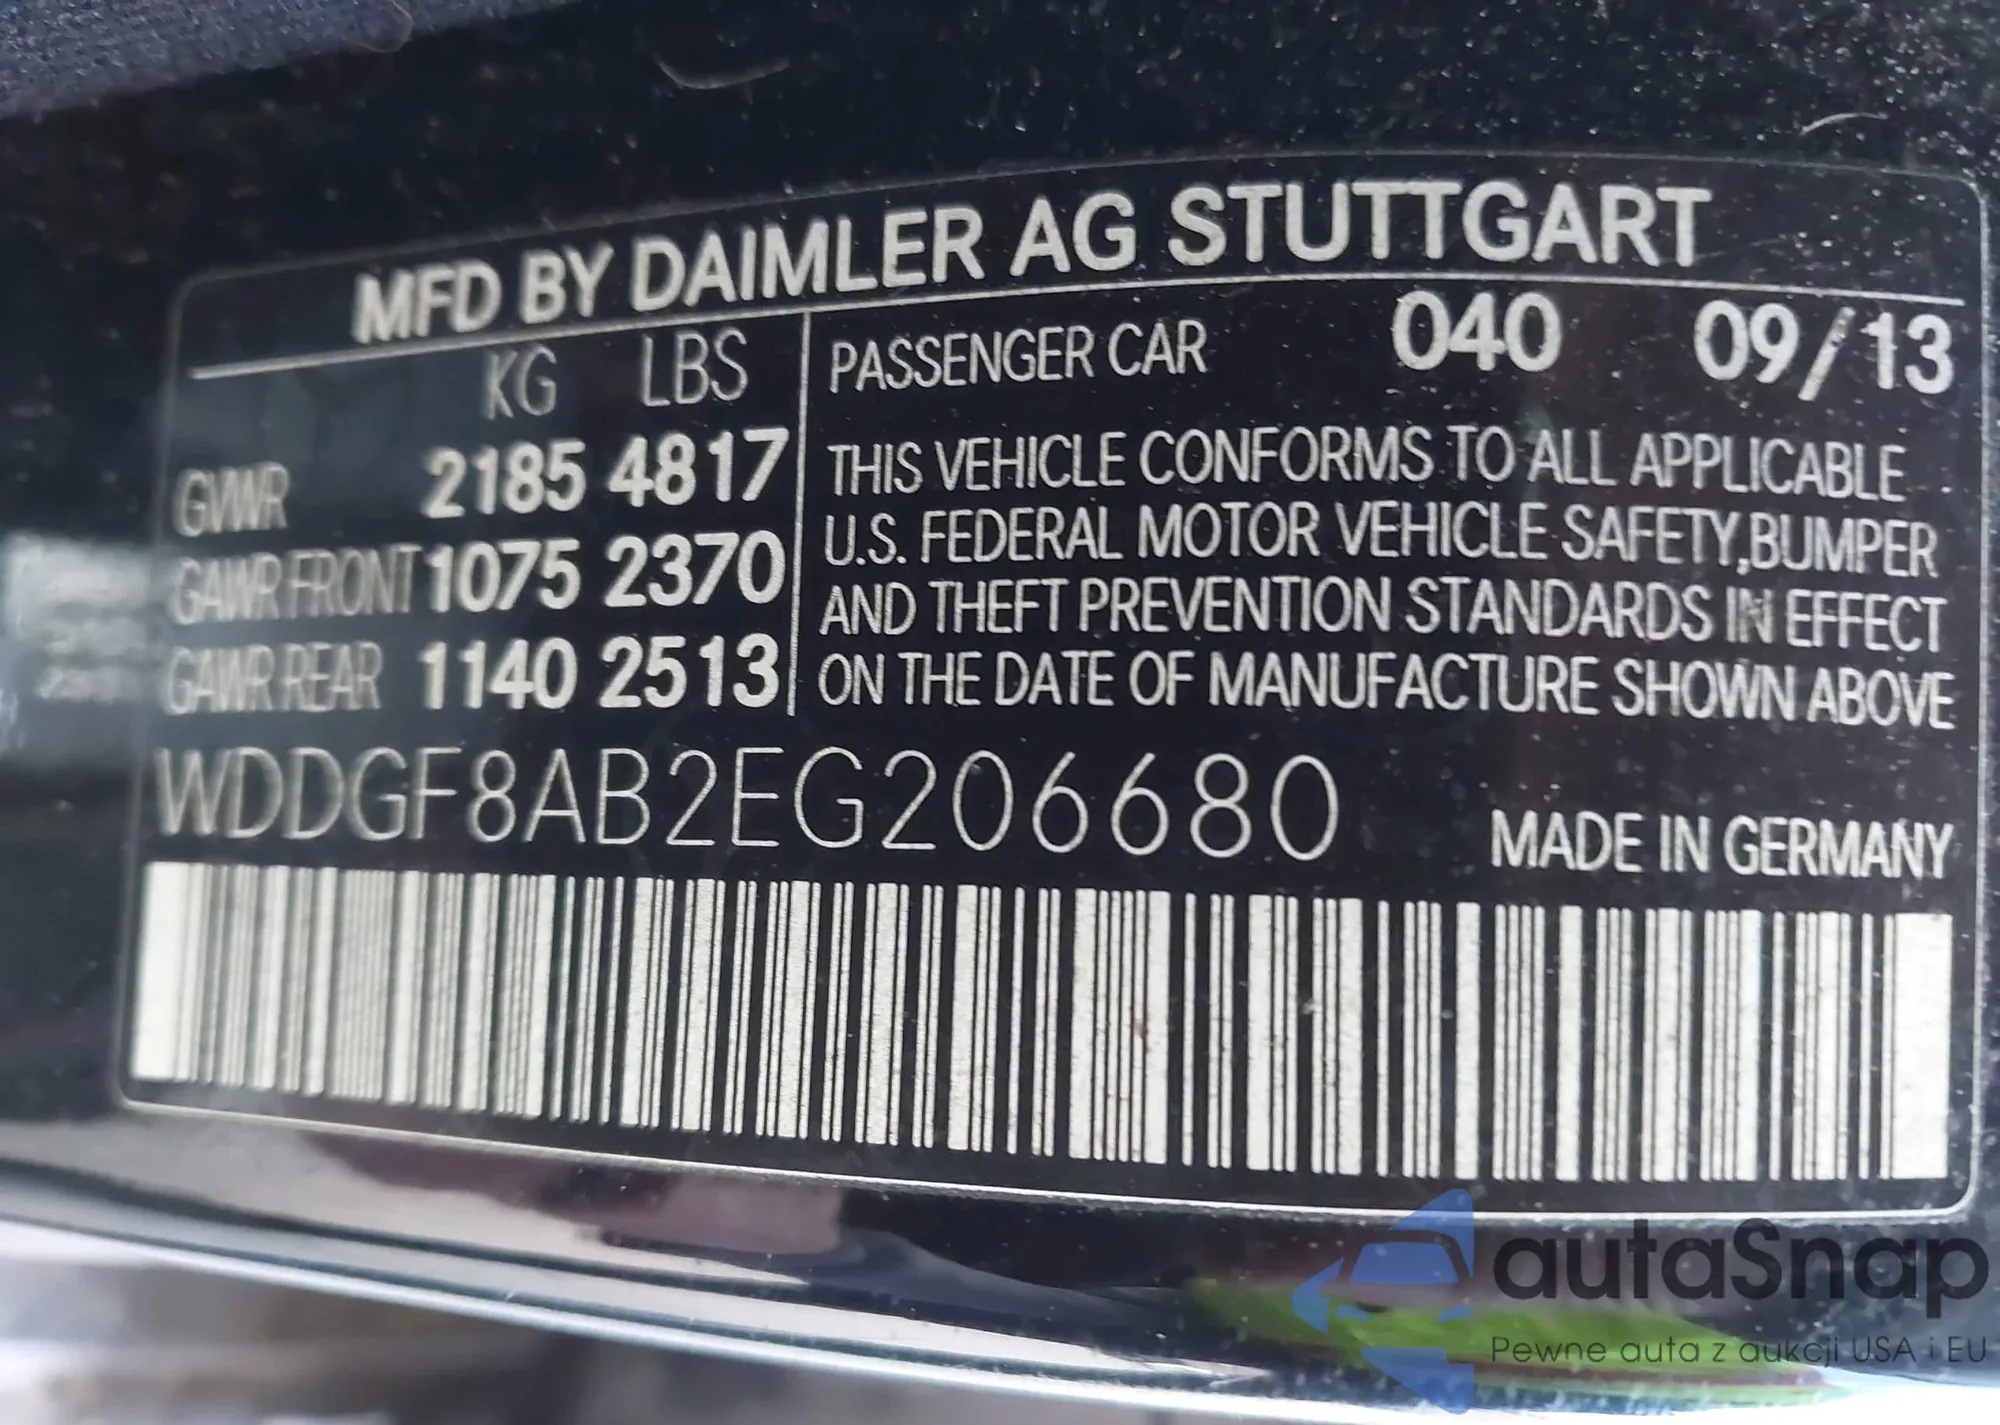 MFD BY DAIMLER AG STUTTGART
KG LBS
GVWR 2185 4817
GAWR FRONT 1075 2370
GAWR REAR 1140 2513
PASSENGER CAR 040 09/13
THIS VEHICLE CONFORMS TO ALL APPLICABLE
U.S. FEDERAL MOTOR VEHICLE SAFETY,BUMPER
AND THEFT PREVENTION STANDARDS IN EFFECT
ON THE DATE OF MANUFACTURE SHOWN ABOVE
WDDGF8AB2EG206680
MADE IN GERMANY
autaSnap
Pewne auta z aukcji USA i EU